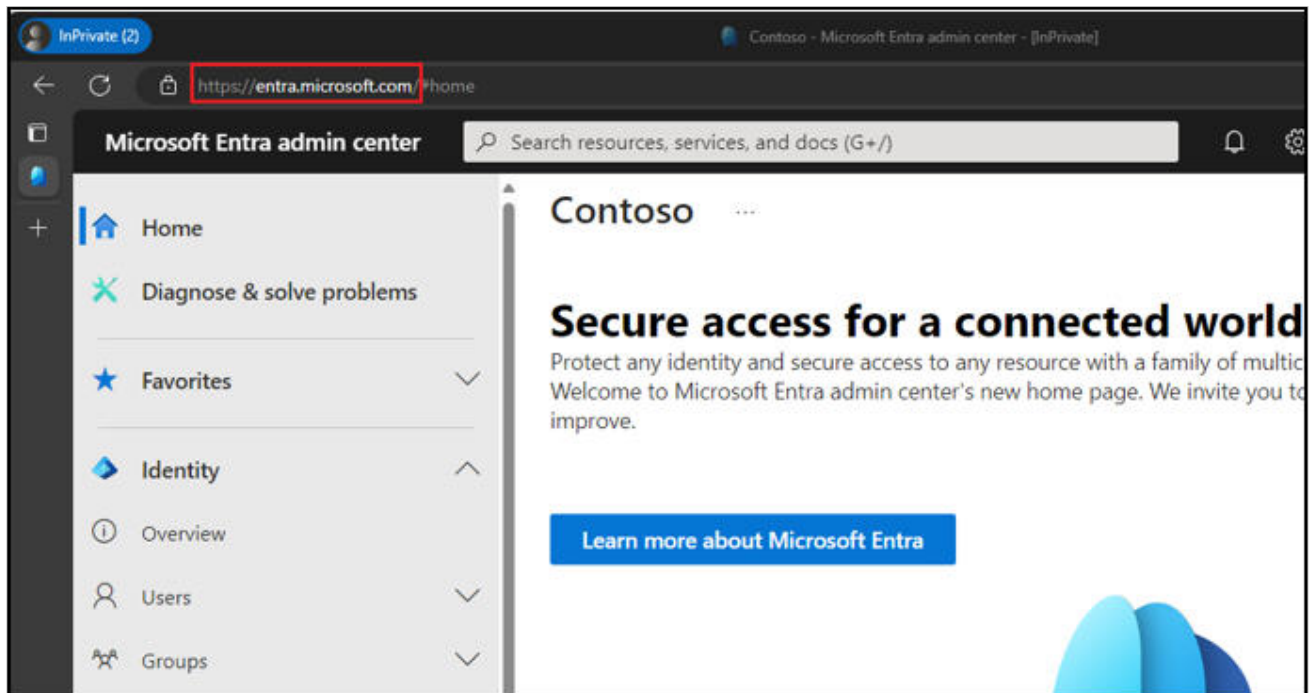 InPrivate (2)
Contoso - Microsoft Entra admin center - [InPrivate]
https://entra.microsoft.com/#home
Microsoft Entra admin center
Search resources, services, and docs (G+/)
Home
Diagnose & solve problems
Favorites
Identity
Overview
Users
Groups
Contoso ...
Secure access for a connected world
Protect any identity and secure access to any resource with a family of multic
Welcome to Microsoft Entra admin center's new home page. We invite you to
improve.
Learn more about Microsoft Entra